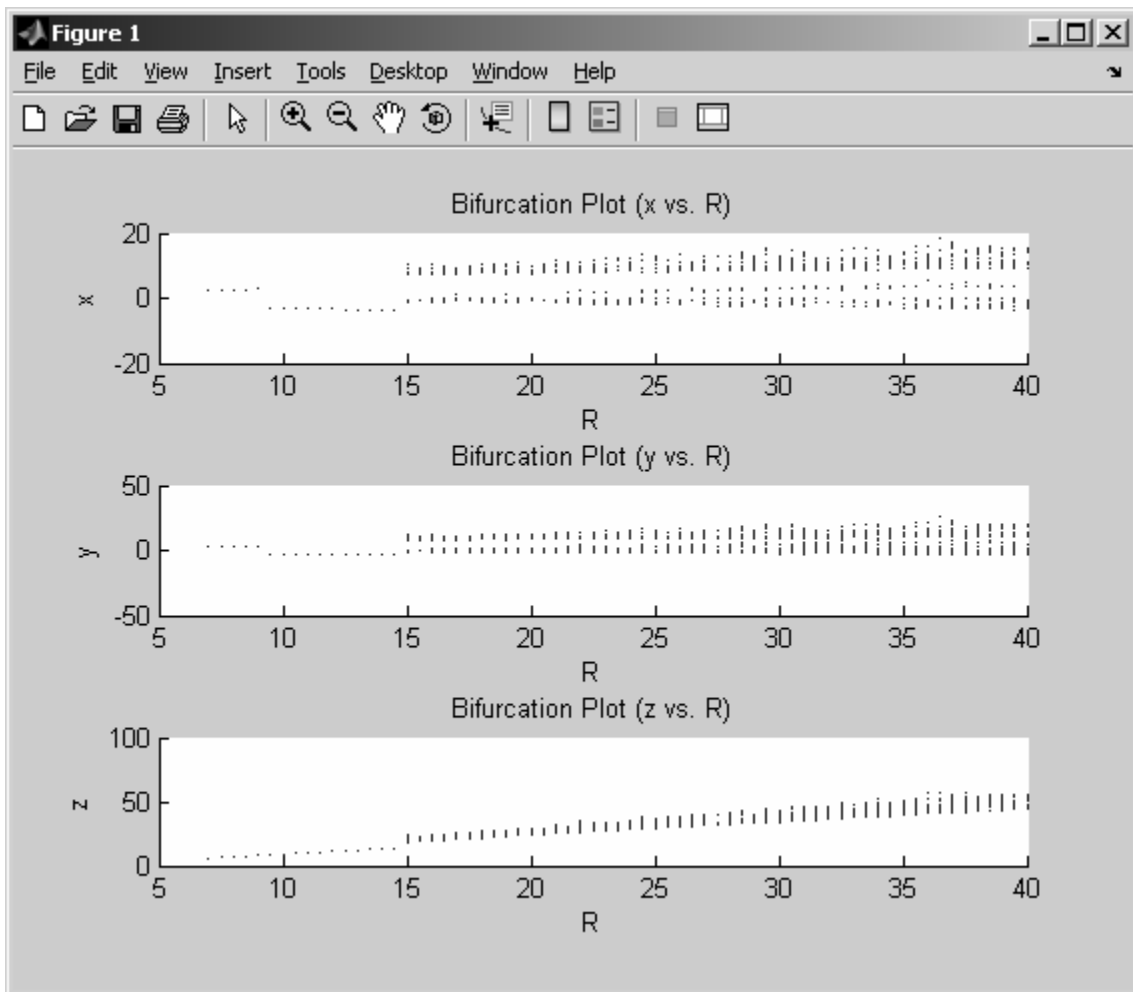 Figure 1
File Edit View Insert Tools Desktop Window Help
Bifurcation Plot (x vs. R)
20
0
-20
x
5 10 15 20 25 30 35 40
R
Bifurcation Plot (y vs. R)
50
0
-50
y
5 10 15 20 25 30 35 40
R
Bifurcation Plot (z vs. R)
100
50
0
z
5 10 15 20 25 30 35 40
R